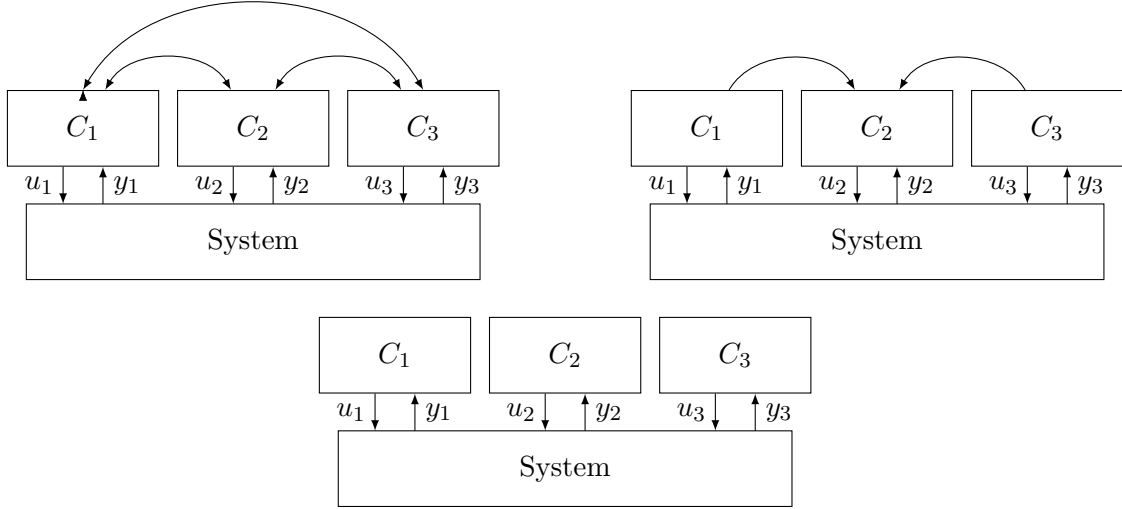 C₁ C₂ C₃ C₁ C₂ C₃
u₁ y₁ u₂ y₂ u₃ y₃ u₁ y₁ u₂ y₂ u₃ y₃
System System
C₁ C₂ C₃
u₁ y₁ u₂ y₂ u₃ y₃
System